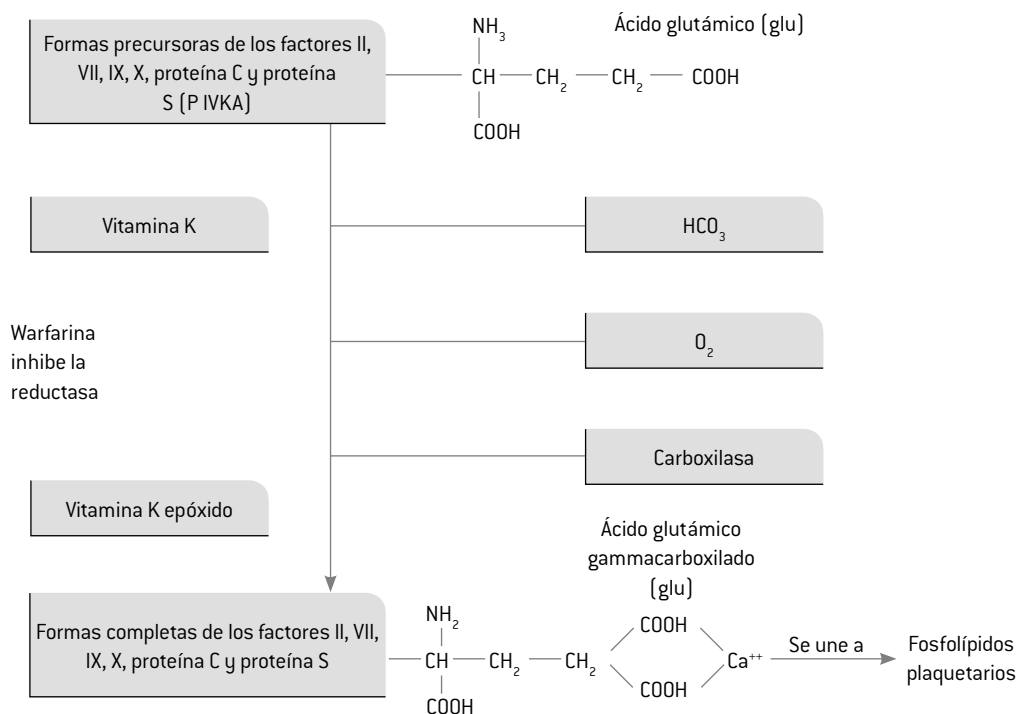 Formas precursoras de los factores II,
VII, IX, X, proteína C y proteína
S (P IVKA)
Ácido glutámico (glu)
NH3
CH — CH2 — CH2 — COOH
COOH
Vitamina K
HCO3
Warfarina
inhibe la
reductasa
O2
Carboxilasa
Vitamina K epóxido
Ácido glutámico
gammacarboxilado
(glu)
Formas completas de los factores II, VII,
IX, X, proteína C y proteína S
NH2
CH — CH2 — CH2
COOH
COOH
COOH
Ca++
Se une a
Fosfolípidos
plaquetarios